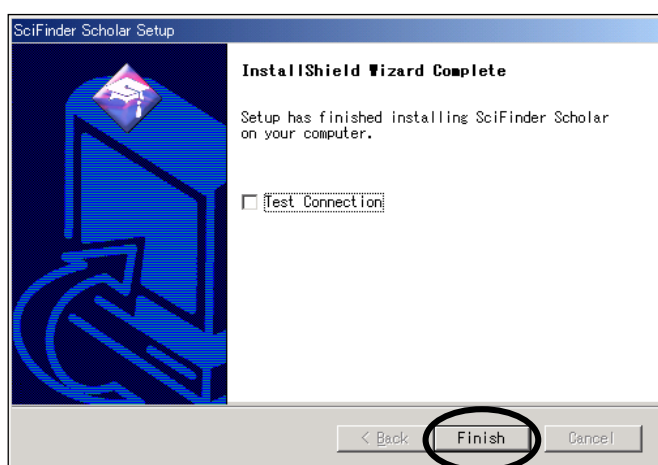 SciFinder Scholar Setup
InstallShield Wizard Complete
Setup has finished installing SciFinder Scholar
on your computer.
Test Connection
< Back
Finish
Cancel